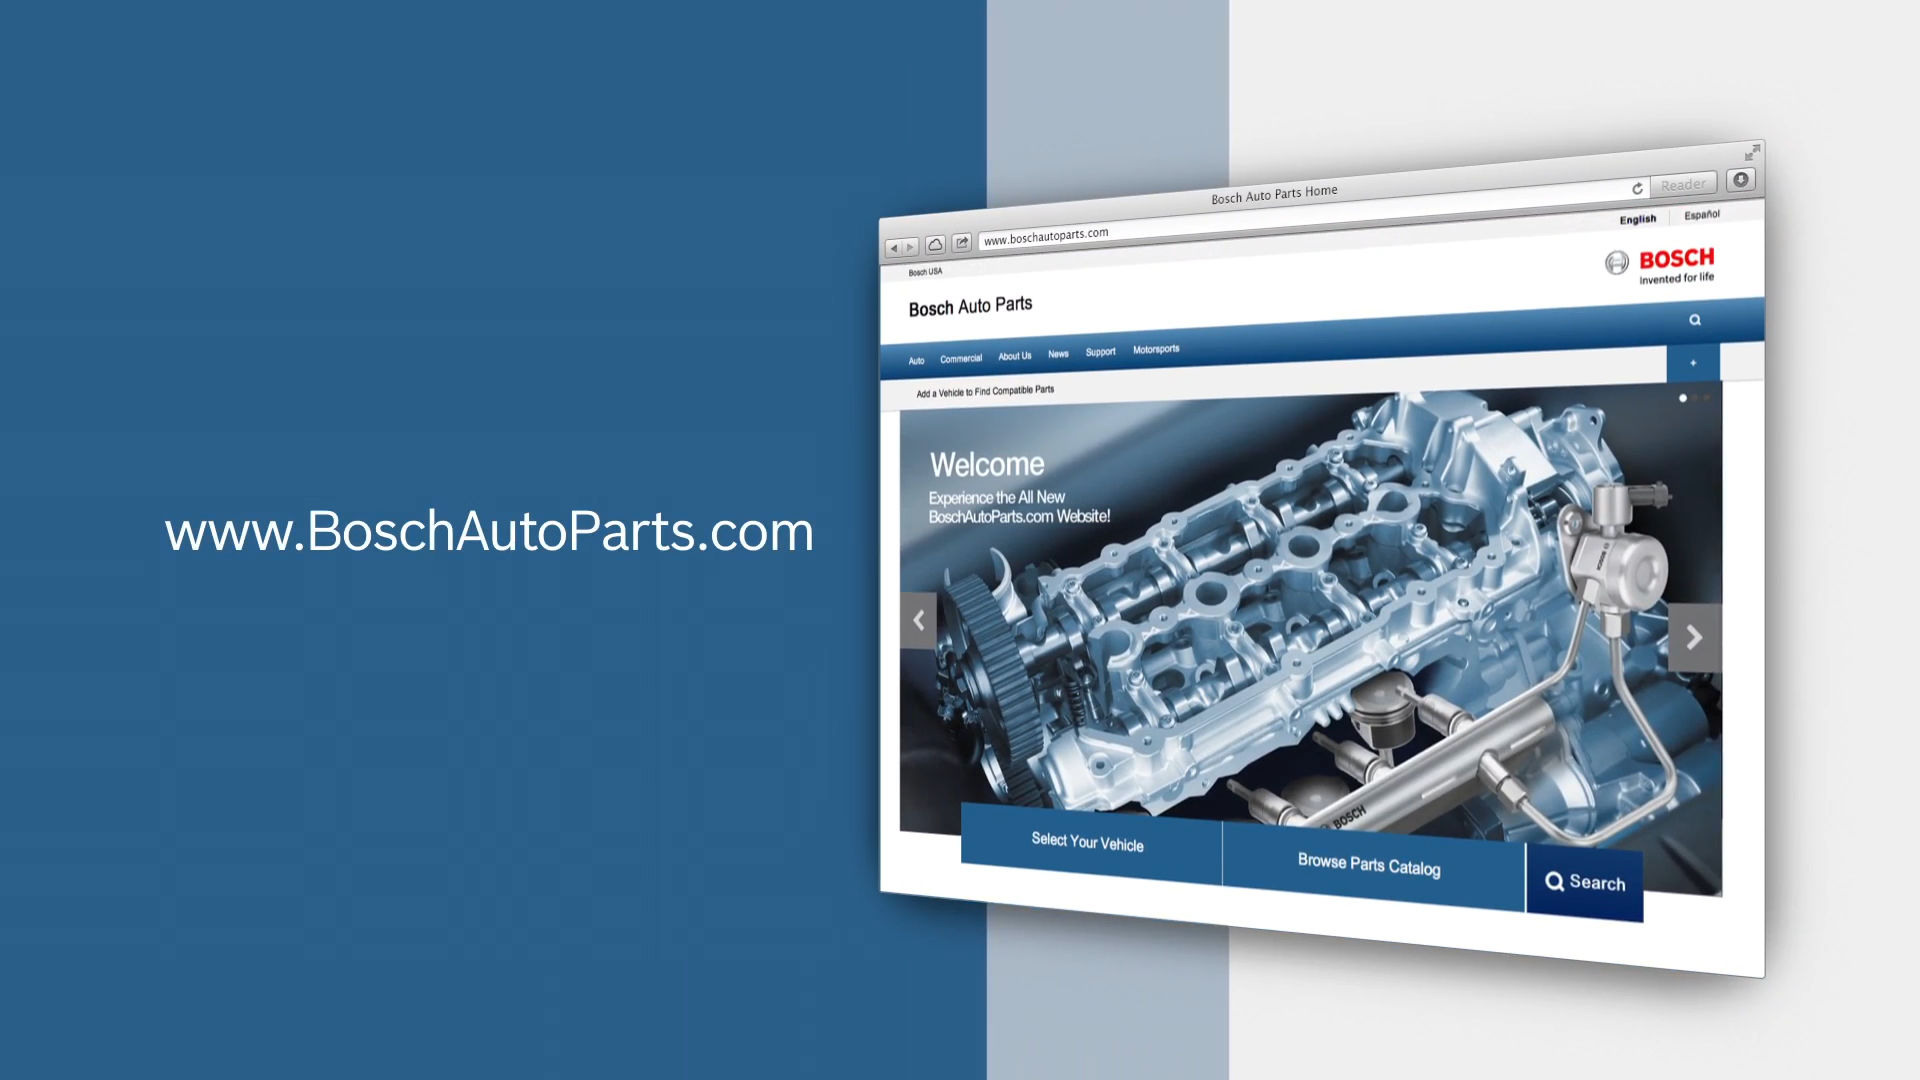 www.BoschAutoParts.com
Bosch Auto Parts Home
www.boschautoparts.com
Reader
English Español
Bosch USA
BOSCH
Invented for life
Bosch Auto Parts
Auto Commercial About Us News Support Motorsports
+
Add a Vehicle to Find Compatible Parts
Welcome
Experience the All New
BoschAutoParts.com Website!
BOSCH
BOSCH
Select Your Vehicle
Browse Parts Catalog
Search